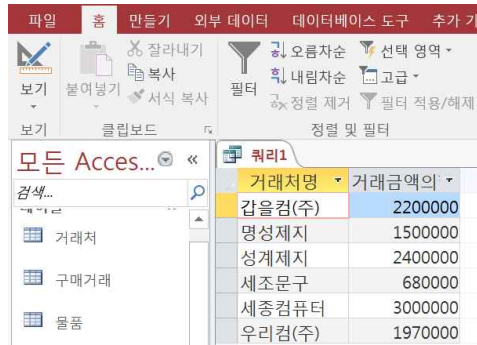 파일 홈 만들기 외부 데이터 데이터베이스 도구 추가 기
보기 붙여넣기 잘라내기 복사 서식 복사 필터 오름차순 내림차순 정렬 제거 선택 영역 고급 필터 적용/해제
보기 클립보드 정렬 및 필터
모든 Acces... « 쿼리1
검색...
거래처명 거래금액의
갑을컴(주) 2200000
거래처 명성제지 1500000
성계제지 2400000
구매거래 세조문구 680000
세종컴퓨터 3000000
물품 우리컴(주) 1970000